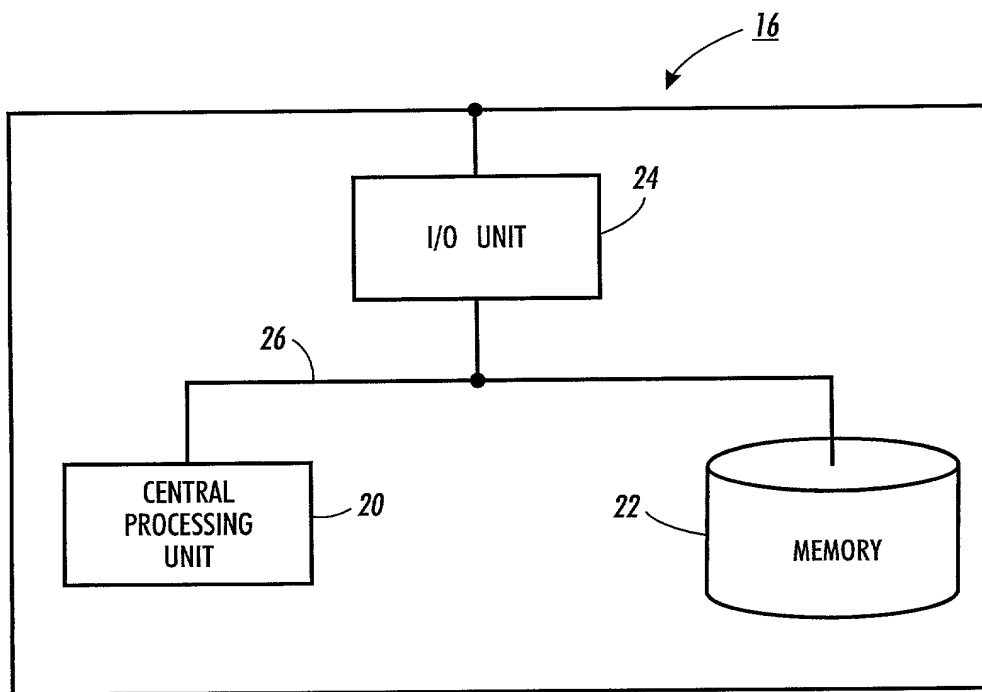 16
24
I/O UNIT
26
CENTRAL
PROCESSING
UNIT
20
22
MEMORY